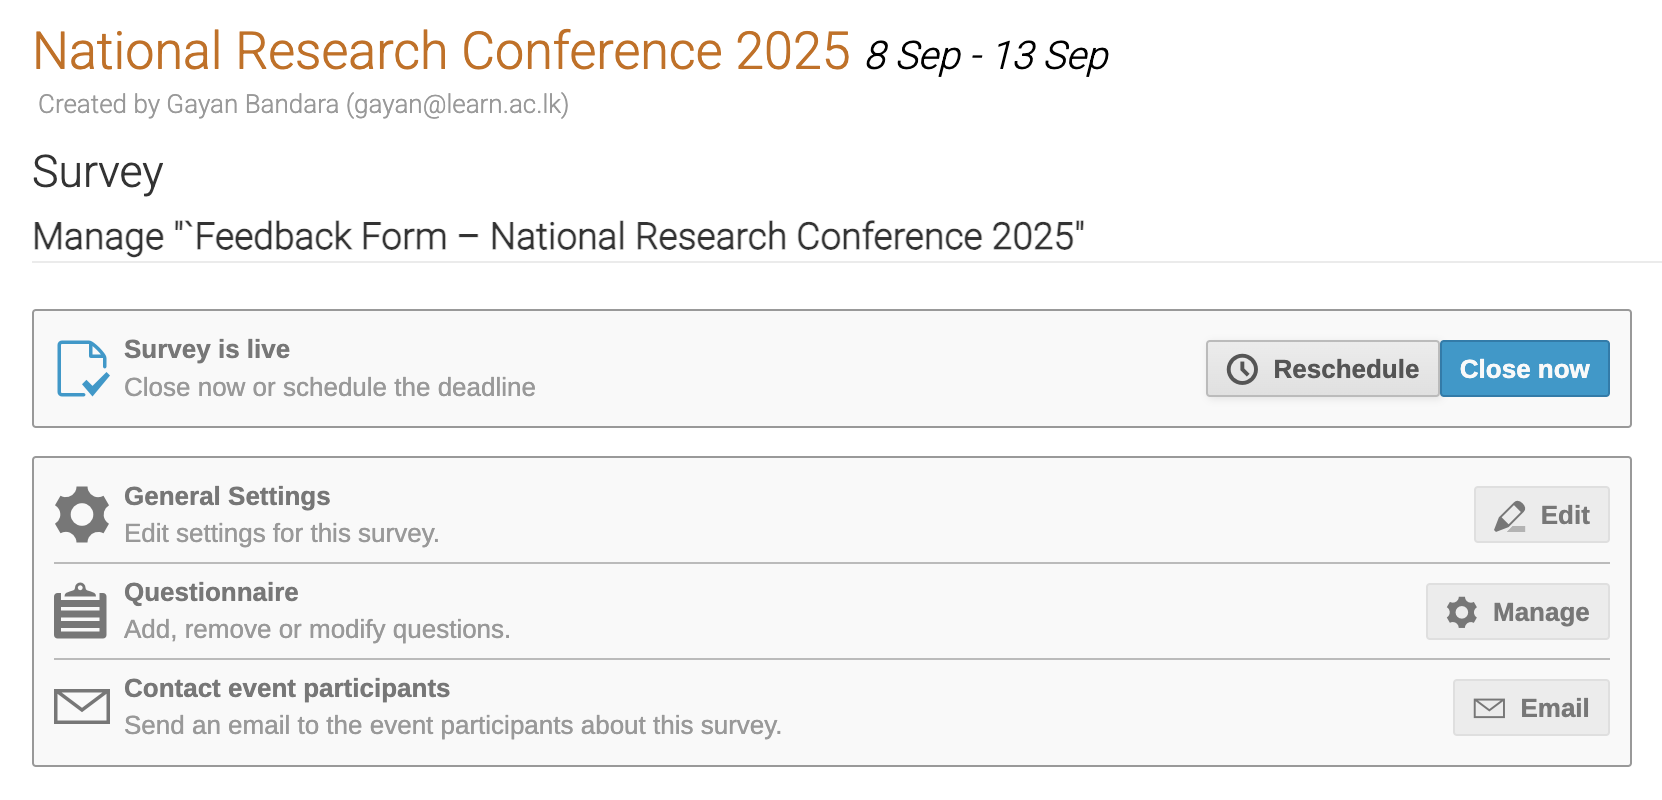 National Research Conference 2025 8 Sep - 13 Sep
Created by Gayan Bandara (gayan@learn.ac.lk)
Survey
Manage "`Feedback Form – National Research Conference 2025"
Survey is live
Close now or schedule the deadline
Reschedule
Close now
General Settings
Edit settings for this survey.
Edit
Questionnaire
Add, remove or modify questions.
Manage
Contact event participants
Send an email to the event participants about this survey.
Email